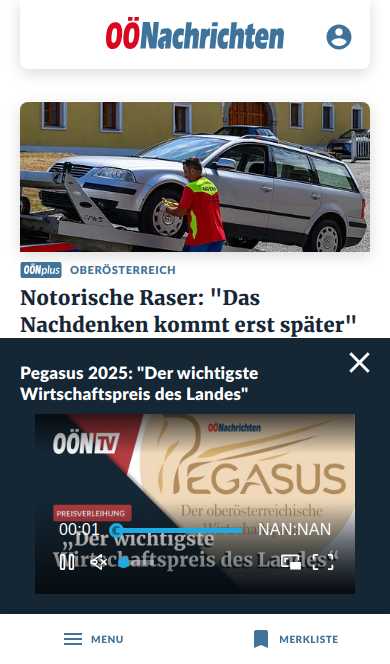 OÖNachrichten
OÖNplus OBERÖSTERREICH
Notorische Raser: "Das
Nachdenken kommt erst später"
Pegasus 2025: "Der wichtigste
Wirtschaftspreis des Landes"
OÖN TV
OÖNachrichten
PEGASUS
PREISVERLEIHUNG
Der oberösterreichische
Wirtschaftspreis
00:01
NAN:NAN
„Der wichtigste
Wirtschaftspreis des Landes“
MENU
MERKLISTE